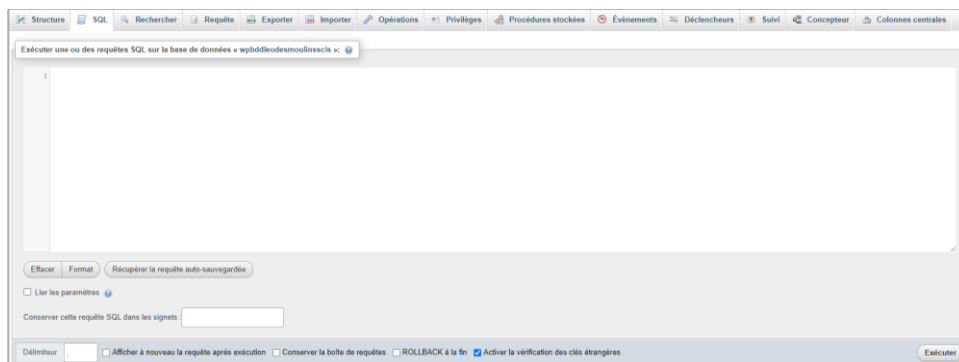 Structure SQL Rechercher Requête Exporter Importer Opérations Privilèges Procédures stockées Évènements Déclencheurs Suivi Concepteur Colonnes centrales
Exécuter une ou des requêtes SQL sur la base de données « wpbddleodesmoulinsscis »:
1
Effacer Format Récupérer la requête auto-sauvegardée
Lier les paramètres
Conserver cette requête SQL dans les signets :
Délimiteur ; Afficher à nouveau la requête après exécution Conserver la boîte de requêtes ROLLBACK à la fin Activer la vérification des clés étrangères Exécuter